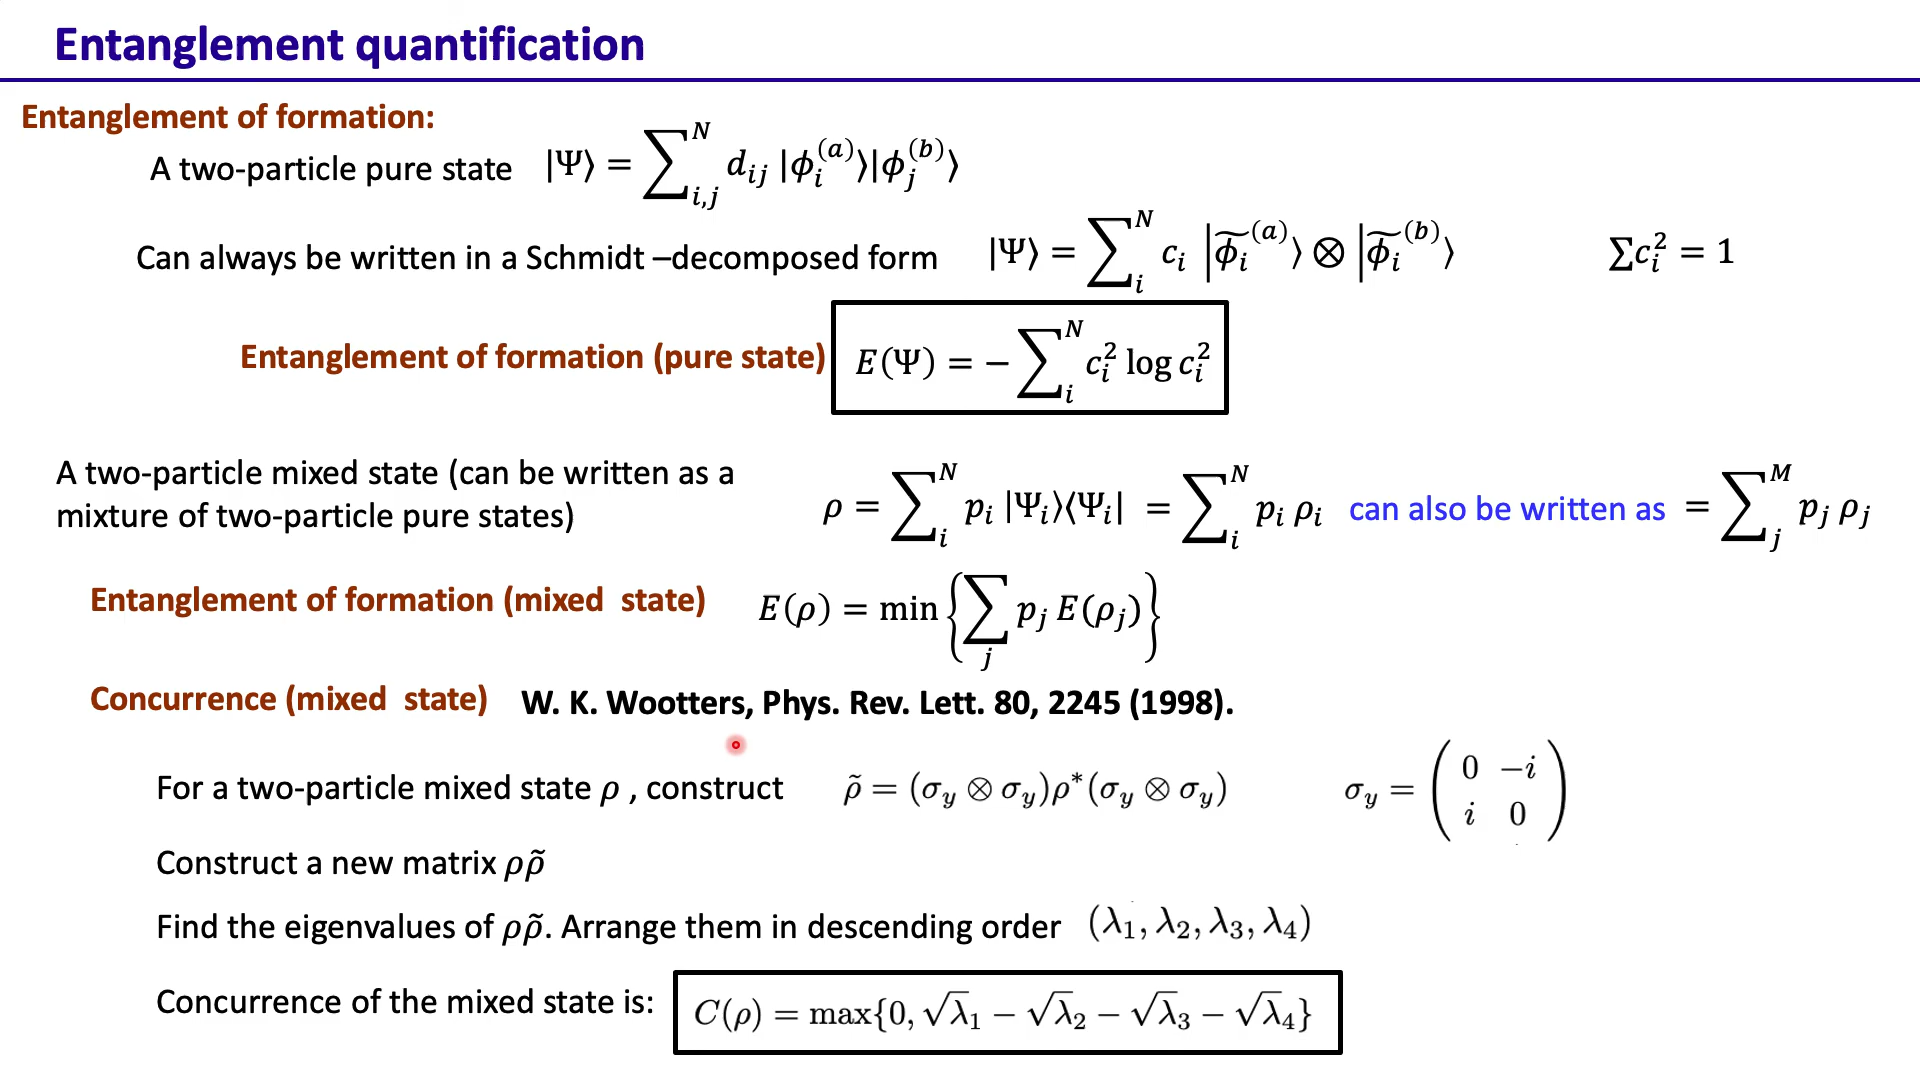 Entanglement quantification
Entanglement of formation:
A two-particle pure state |Ψ⟩ = ∑_{i,j}^{N} d_{ij} |ϕ_i^{(a)}⟩|ϕ_j^{(b)}⟩
Can always be written in a Schmidt –decomposed form |Ψ⟩ = ∑_i^N c_i |ϕ̃_i^{(a)}⟩ ⊗ |ϕ̃_i^{(b)}⟩ ∑c_i^2 = 1
Entanglement of formation (pure state) E(Ψ) = − ∑_i^N c_i^2 log c_i^2
A two-particle mixed state (can be written as a
mixture of two-particle pure states) ρ = ∑_i^N p_i |Ψ_i⟩⟨Ψ_i| = ∑_i^N p_i ρ_i can also be written as = ∑_j^M p_j ρ_j
Entanglement of formation (mixed state) E(ρ) = min{∑_j p_j E(ρ_j)}
Concurrence (mixed state) W. K. Wootters, Phys. Rev. Lett. 80, 2245 (1998).
For a two-particle mixed state ρ , construct ρ̃ = (σ_y ⊗ σ_y)ρ*(σ_y ⊗ σ_y) σ_y = (0 −i
i 0)
Construct a new matrix ρρ̃
Find the eigenvalues of ρρ̃. Arrange them in descending order (λ_1, λ_2, λ_3, λ_4)
Concurrence of the mixed state is: C(ρ) = max{0, √λ_1 − √λ_2 − √λ_3 − √λ_4}